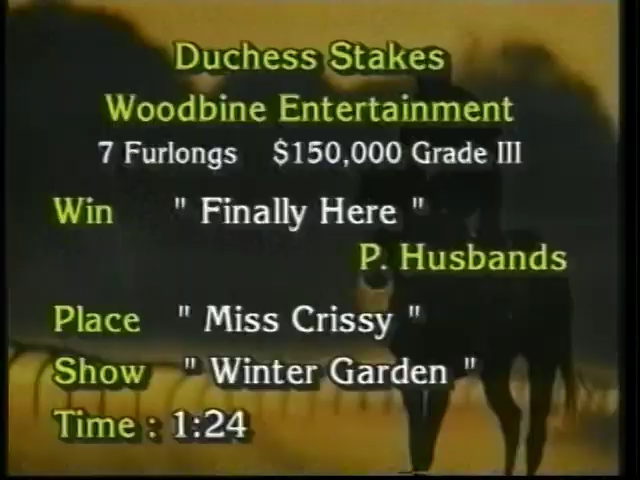 Duchess Stakes
Woodbine Entertainment
7 Furlongs $150,000 Grade III
Win " Finally Here "
P. Husbands
Place " Miss Crissy "
Show " Winter Garden "
Time : 1:24